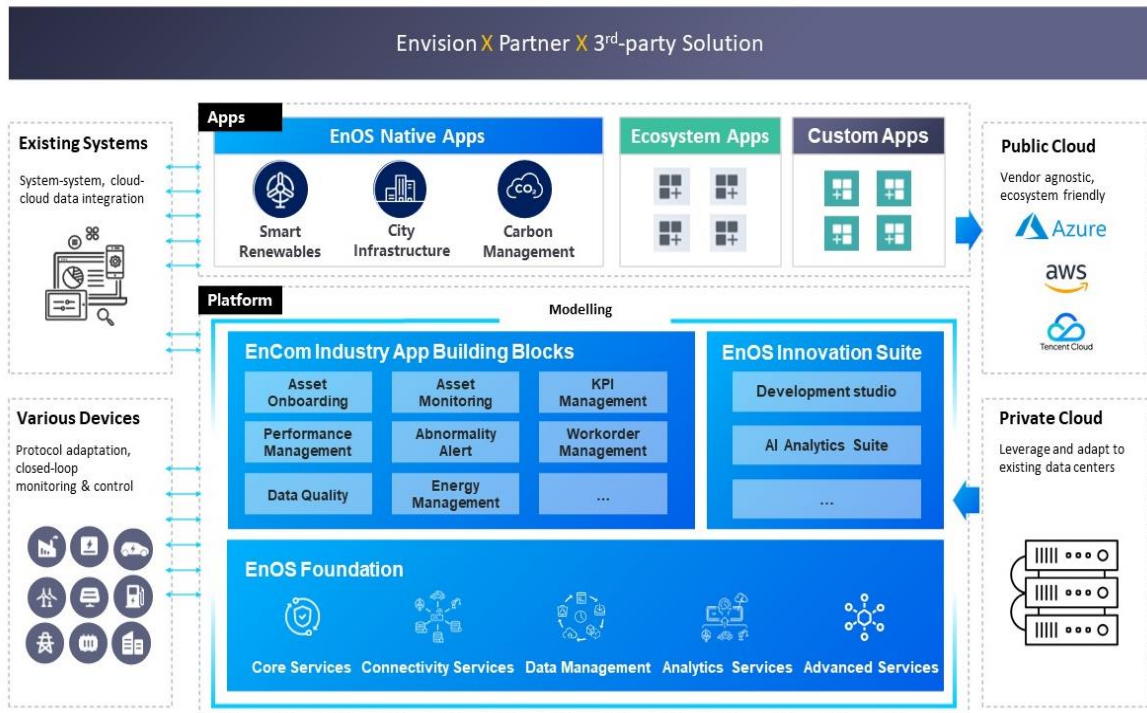 Envision X Partner X 3rd-party Solution
Existing Systems
System-system, cloud-
cloud data integration
Various Devices
Protocol adaptation,
closed-loop
monitoring & control
Apps
EnOS Native Apps
Smart
Renewables
City
Infrastructure
CO2
Carbon
Management
Ecosystem Apps
Custom Apps
Platform
Modelling
EnCom Industry App Building Blocks
Asset
Onboarding
Asset
Monitoring
KPI
Management
Performance
Management
Abnormality
Alert
Workorder
Management
Data Quality
Energy
Management
...
EnOS Innovation Suite
Development studio
AI Analytics Suite
...
EnOS Foundation
Core Services
Connectivity Services
Data Management
Analytics Services
Advanced Services
Public Cloud
Vendor agnostic,
ecosystem friendly
Azure
aws
Tencent Cloud
Private Cloud
Leverage and adapt to
existing data centers